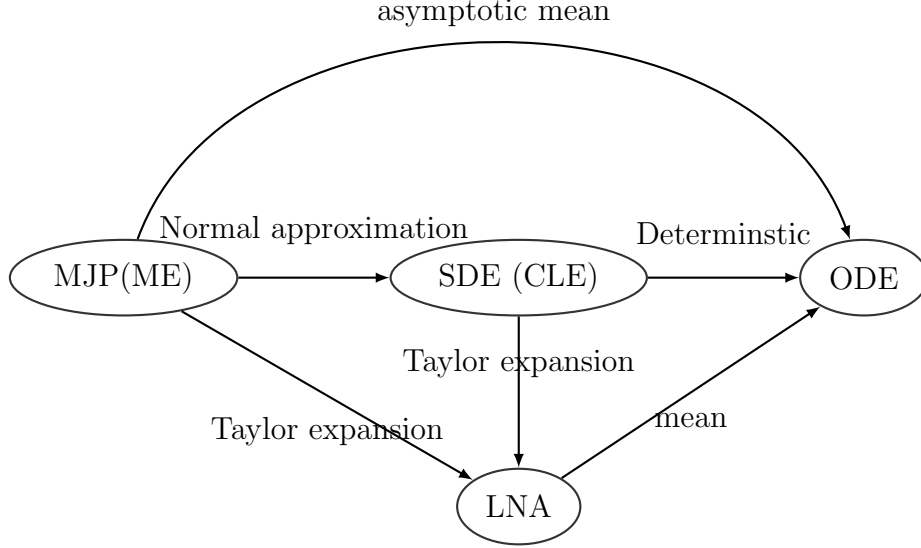 asymptotic mean
Normal approximation
Determinstic
MJP(ME)
SDE (CLE)
ODE
Taylor expansion
Taylor expansion
mean
LNA